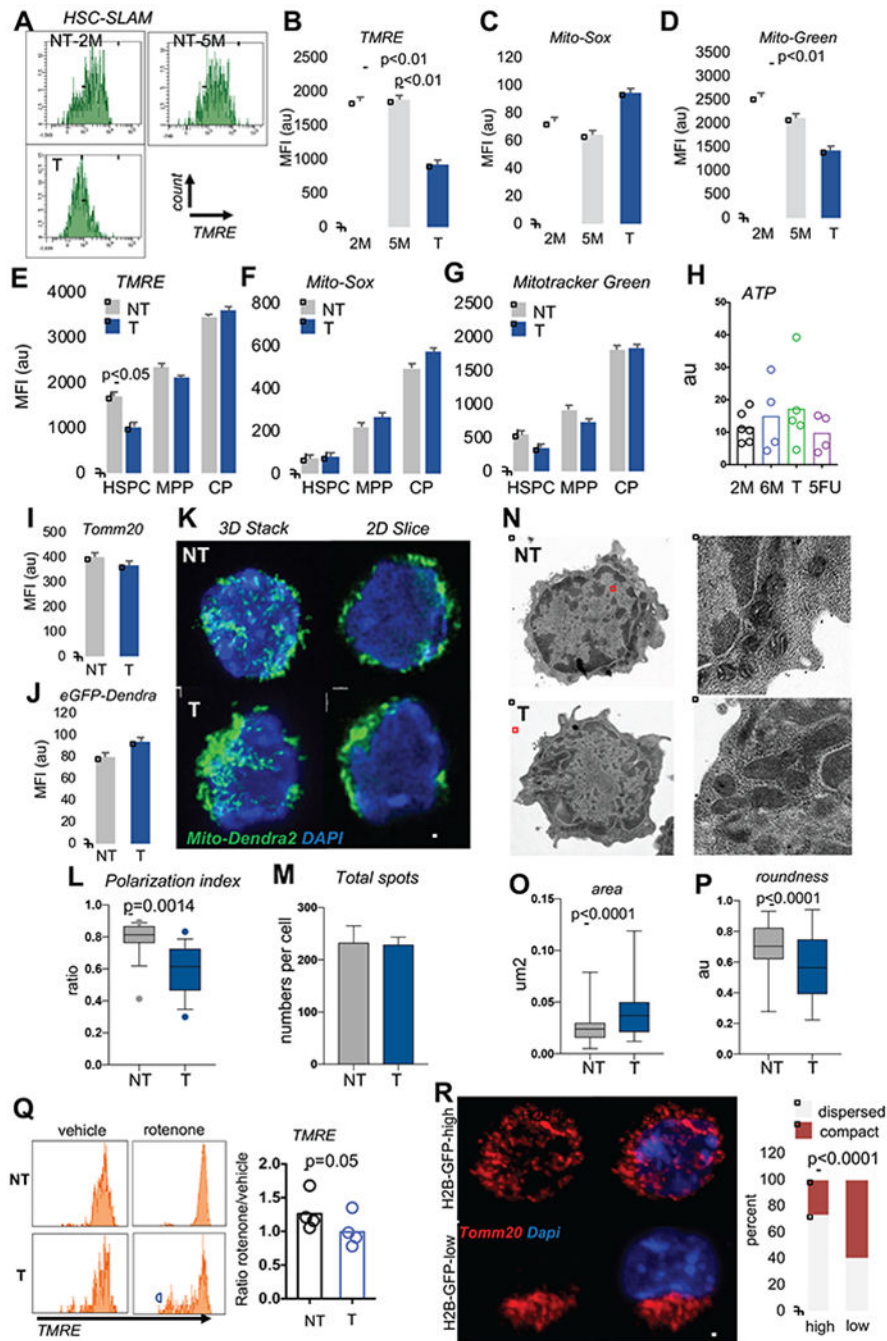 A
HSC-SLAM
NT-2M
NT-5M
T
count
TMRE
B
TMRE
p<0.01
p<0.01
MFI (au)
2500
2000
1500
1000
500
0
2M 5M T
C
Mito-Sox
MFI (au)
120
100
80
60
40
20
0
2M 5M T
D
Mito-Green
p<0.01
MFI (au)
3500
3000
2500
2000
1500
1000
500
0
2M 5M T
E
TMRE
NT
T
p<0.05
MFI (au)
4000
3000
2000
1000
0
HSPC MPP CP
F
Mito-Sox
NT
T
800
600
400
200
0
HSPC MPP CP
G
Mitotracker Green
NT
T
2500
2000
1500
1000
500
0
HSPC MPP CP
H
ATP
au
50
40
30
20
10
0
2M 6M T 5FU
I
Tomm20
MFI (au)
500
400
300
200
100
0
NT T
J
eGFP-Dendra
MFI (au)
120
100
80
60
40
20
0
NT T
K
3D Stack
2D Slice
NT
T
Mito-Dendra2 DAPI
N
NT
T
L
Polarization index
p=0.0014
ratio
1.0
0.8
0.6
0.4
0.2
0.0
NT T
M
Total spots
numbers per cell
300
200
100
0
NT T
O
area
p<0.0001
um2
0.15
0.10
0.05
0.00
NT T
P
roundness
p<0.0001
au
1.0
0.8
0.6
0.4
0.2
0.0
NT T
Q
vehicle
rotenone
NT
T
TMRE
TMRE
p=0.05
Ratio rotenone/vehicle
2.0
1.5
1.0
0.5
0.0
NT T
R
H2B-GFP-high
H2B-GFP-low
Tomm20 Dapi
dispersed
compact
p<0.0001
percent
100
80
60
40
20
0
high low